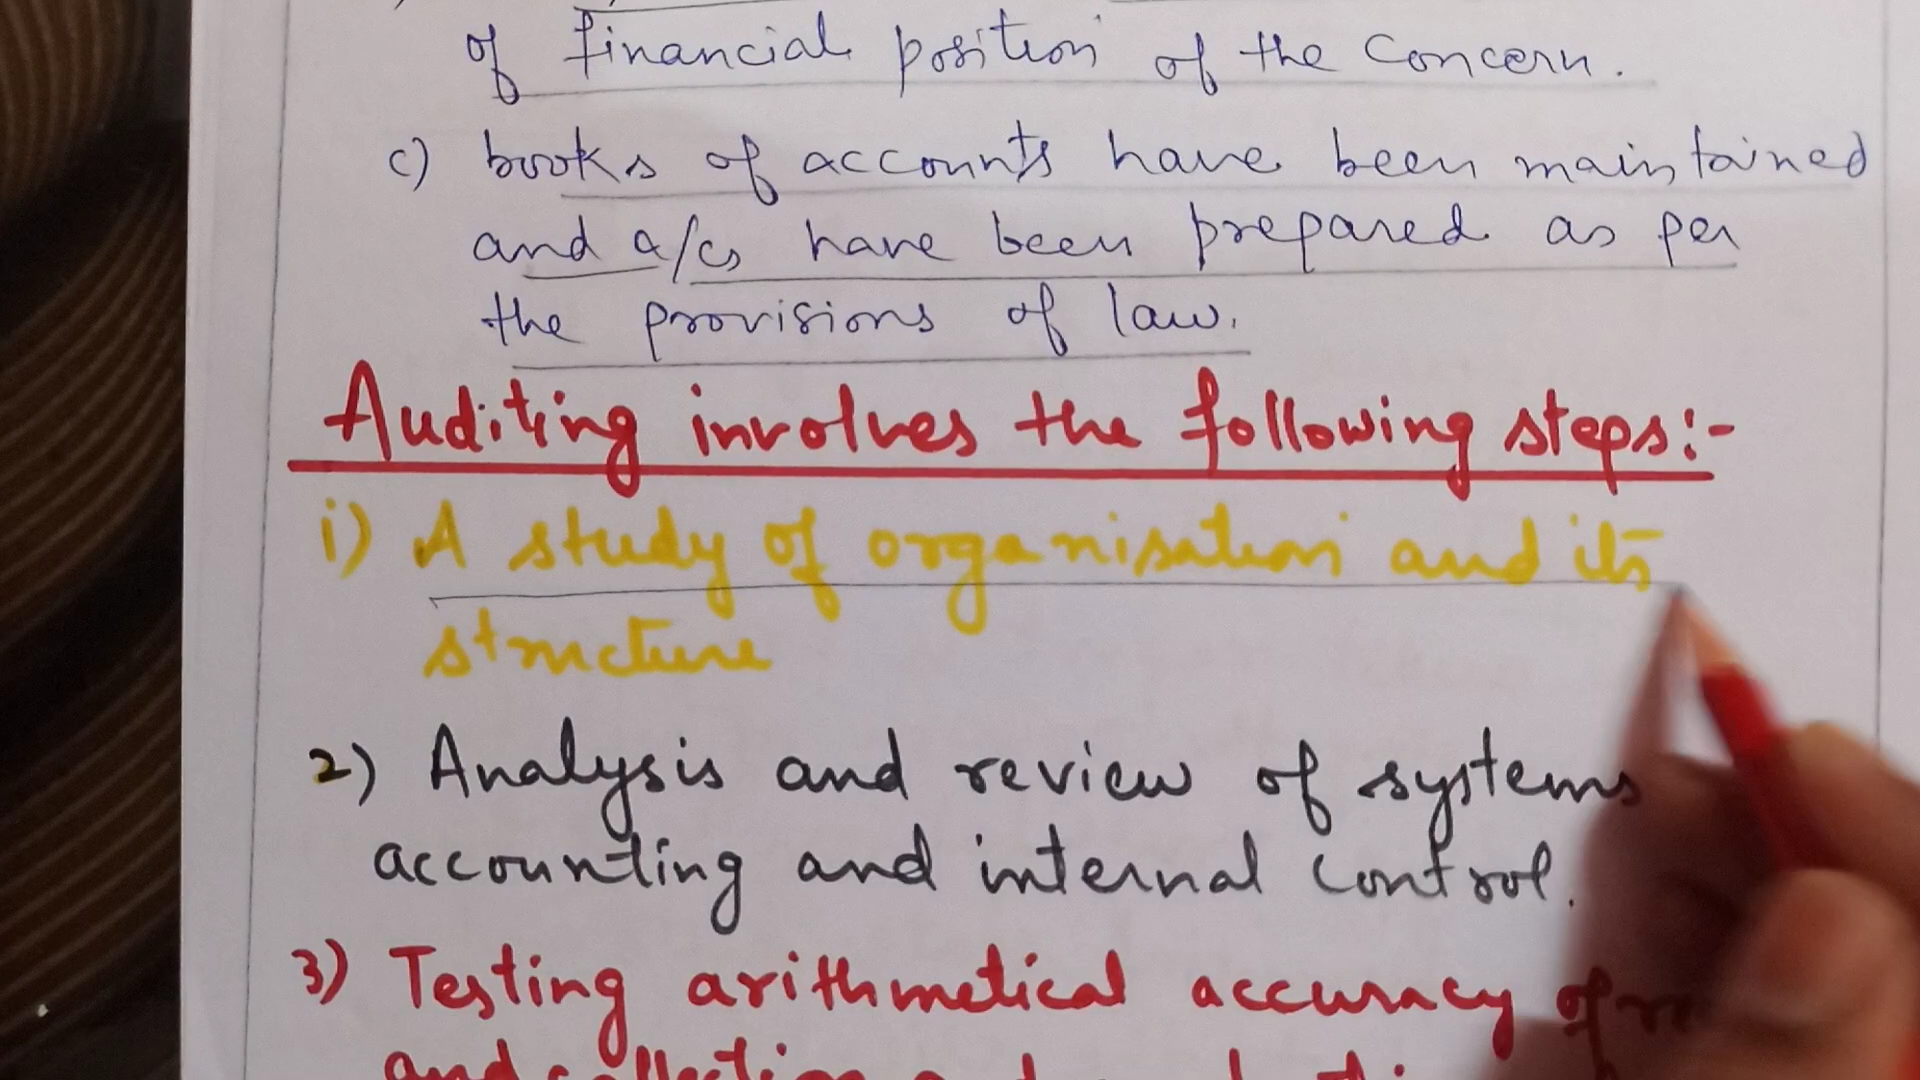 of financial position of the Concern.
c) books of accounts have been maintained
and a/cs have been prepared as per
the provisions of law.
Auditing involves the following steps:-
i) A study of organisation and its
structure
2) Analysis and review of systems
accounting and internal control.
3) Testing arithmetical accuracy of
and